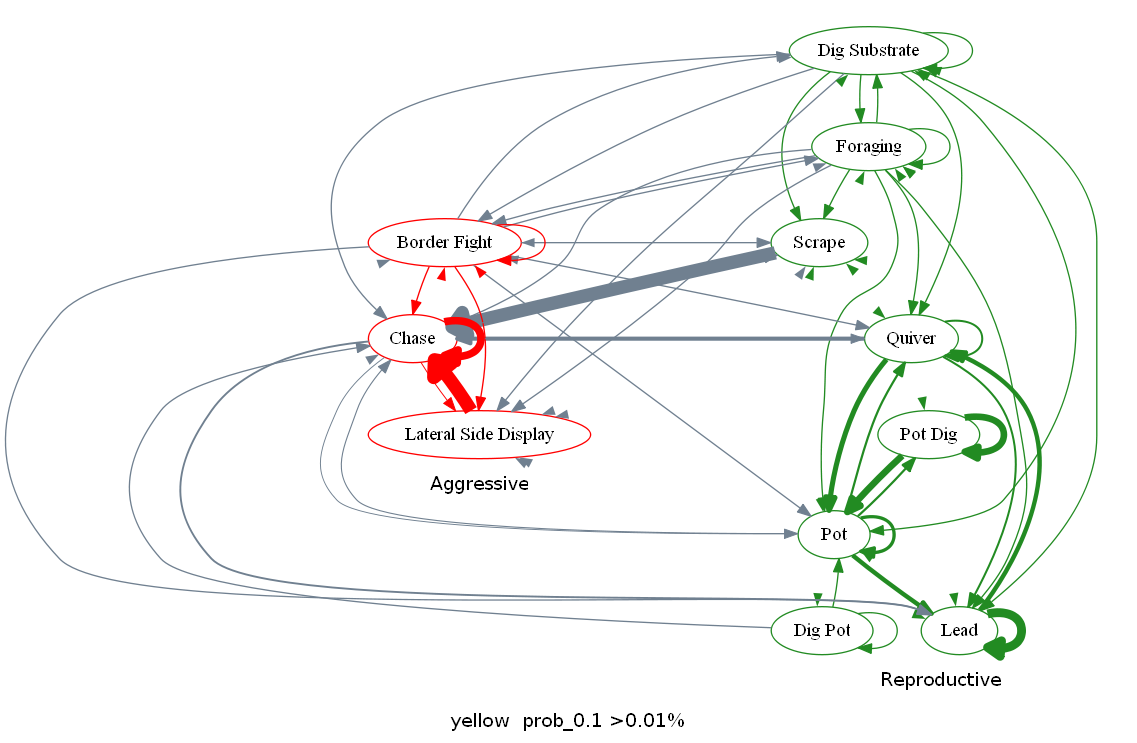 Dig Substrate
Foraging
Border Fight
Scrape
Chase
Quiver
Lateral Side Display
Pot Dig
Aggressive
Pot
Dig Pot
Lead
Reproductive
yellow  prob_0.1 >0.01%